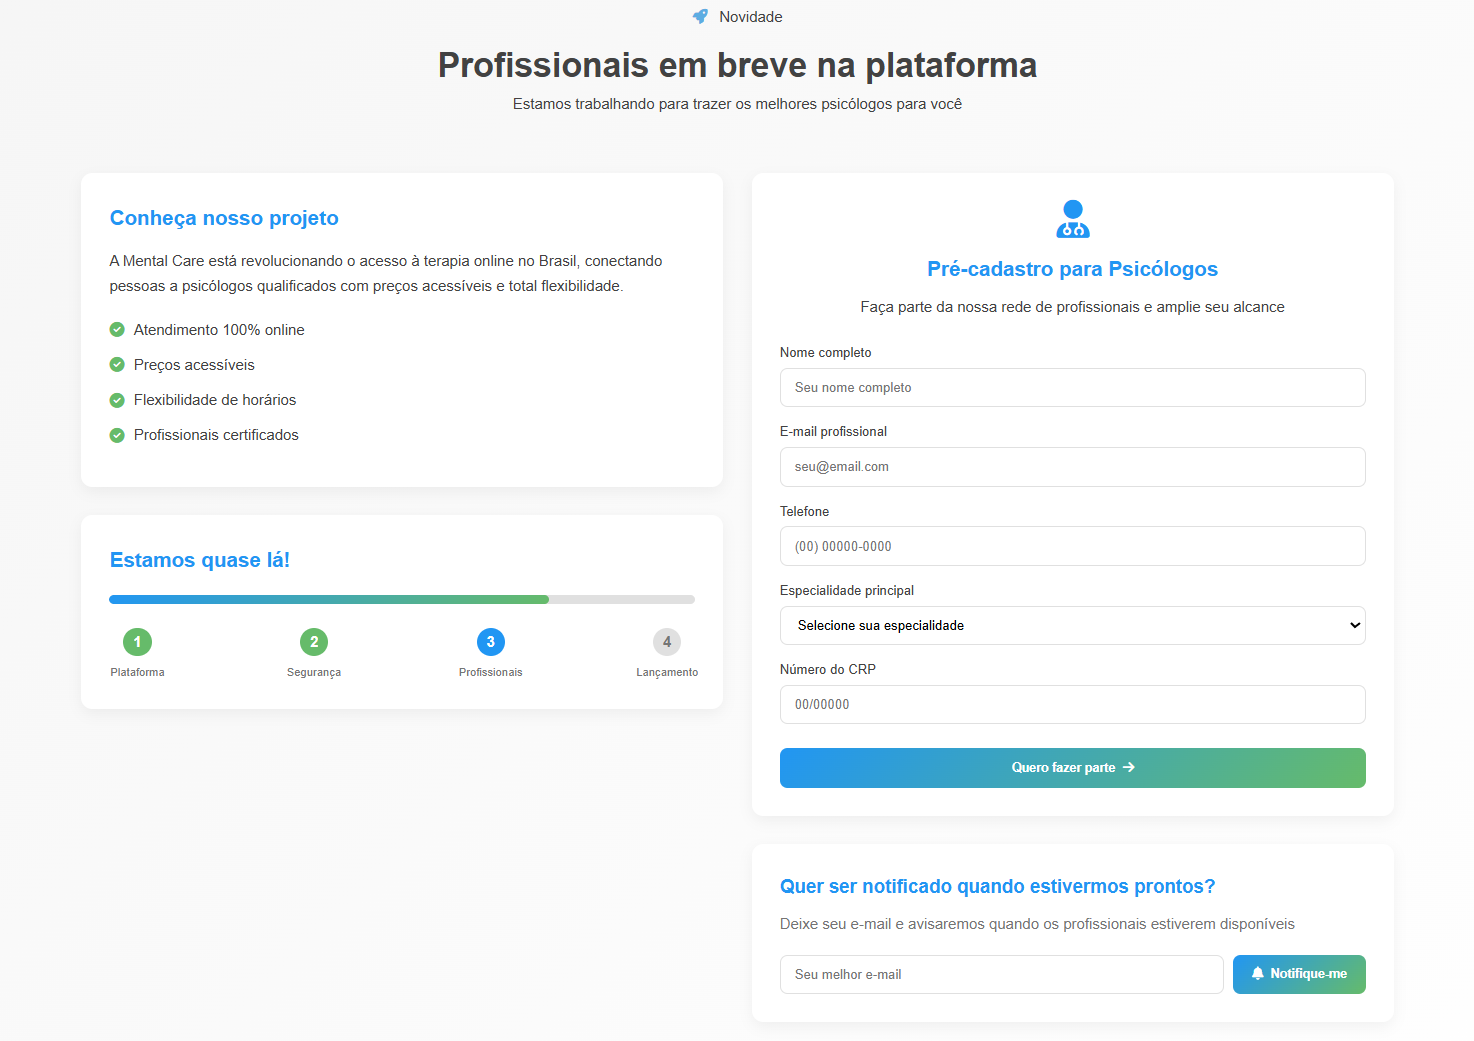 Novidade
Profissionais em breve na plataforma
Estamos trabalhando para trazer os melhores psicólogos para você
Conheça nosso projeto
A Mental Care está revolucionando o acesso à terapia online no Brasil, conectando
pessoas a psicólogos qualificados com preços acessíveis e total flexibilidade.
Atendimento 100% online
Preços acessíveis
Flexibilidade de horários
Profissionais certificados
Estamos quase lá!
1
Plataforma
2
Segurança
3
Profissionais
4
Lançamento
Pré-cadastro para Psicólogos
Faça parte da nossa rede de profissionais e amplie seu alcance
Nome completo
Seu nome completo
E-mail profissional
seu@email.com
Telefone
(00) 00000-0000
Especialidade principal
Selecione sua especialidade
Número do CRP
00/00000
Quero fazer parte
Quer ser notificado quando estivermos prontos?
Deixe seu e-mail e avisaremos quando os profissionais estiverem disponíveis
Seu melhor e-mail
Notifique-me